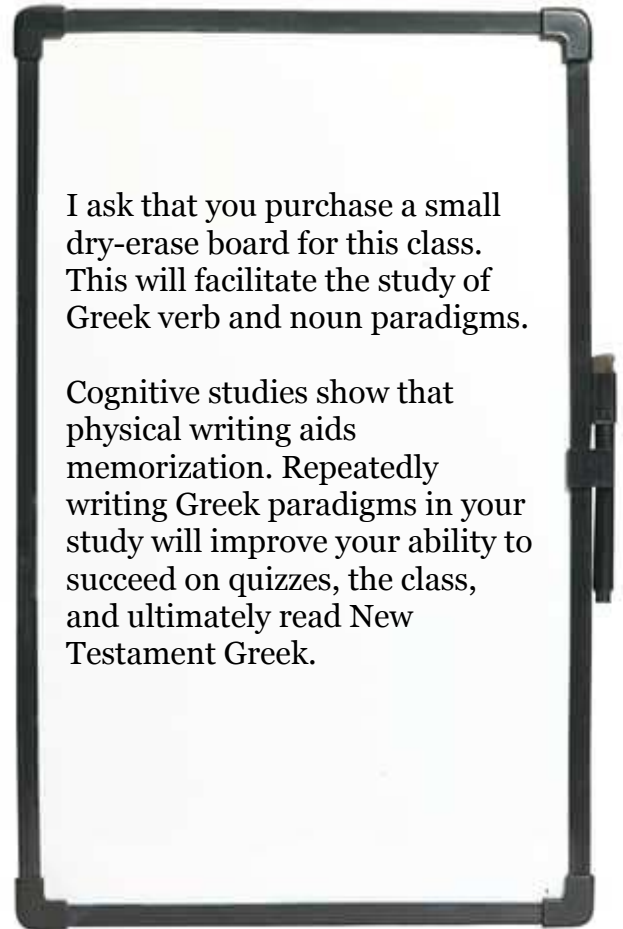 I ask that you purchase a small
dry-erase board for this class.
This will facilitate the study of
Greek verb and noun paradigms.
Cognitive studies show that
physical writing aids
memorization. Repeatedly
writing Greek paradigms in your
study will improve your ability to
succeed on quizzes, the class,
and ultimately read New
Testament Greek.